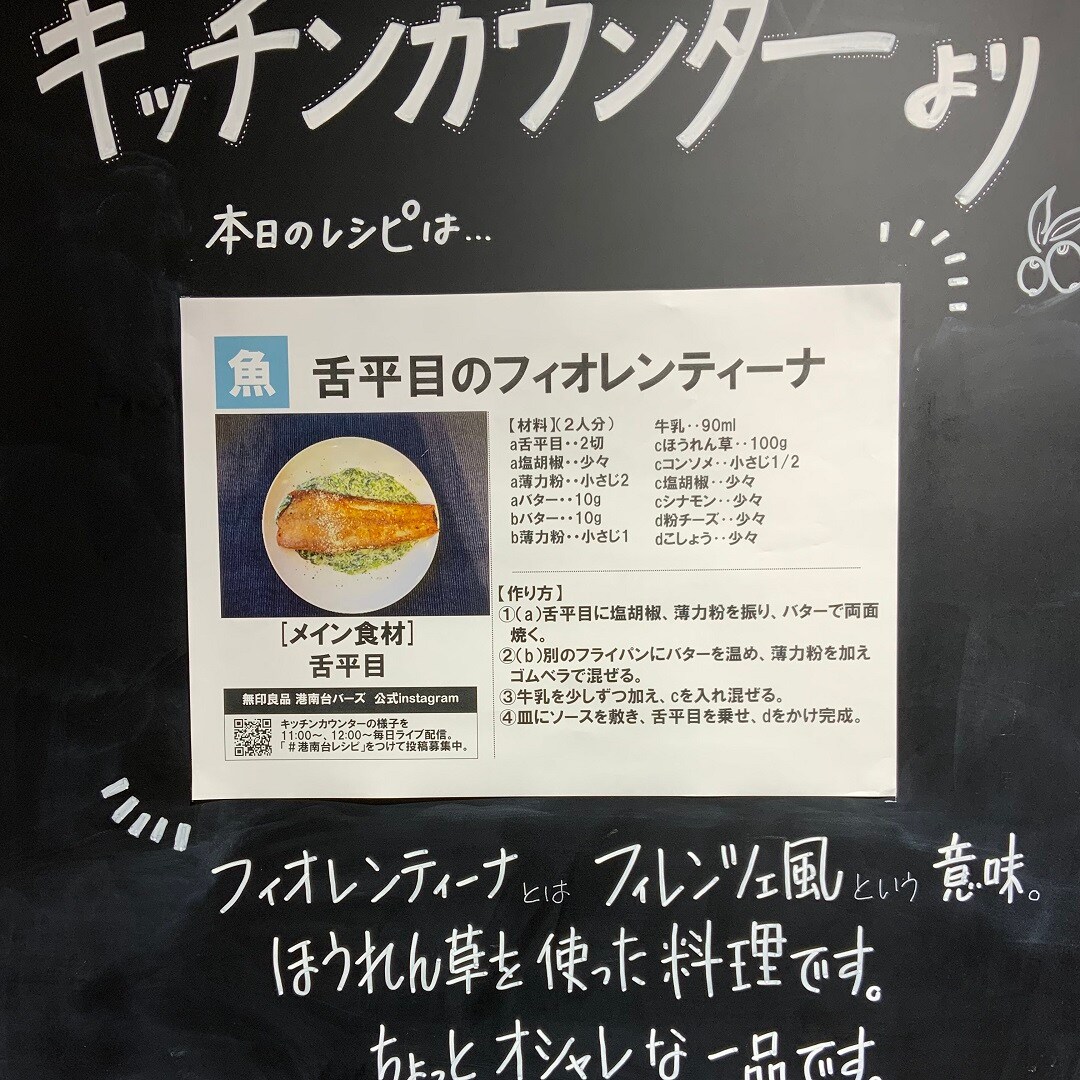 キッチンカウンターより
本日のレシピは...
魚
舌平目のフィオレンティーナ
【材料】(2人分)
a舌平目‥2切
a塩胡椒‥少々
a薄力粉‥小さじ2
aバター‥10g
bバター‥10g
b薄力粉‥小さじ1
牛乳‥90ml
cほうれん草‥100g
cコンソメ‥小さじ1/2
c塩胡椒‥少々
cシナモン‥少々
d粉チーズ‥少々
dこしょう‥少々
[メイン食材]
舌平目
無印良品 港南台バーズ 公式instagram
キッチンカウンターの様子を
11:00～、12:00～毎日ライブ配信。
「＃港南台レシピ」をつけて投稿募集中。
【作り方】
①(a)舌平目に塩胡椒、薄力粉を振り、バターで両面
焼く。
②(b)別のフライパンにバターを温め、薄力粉を加え
ゴムベラで混ぜる。
③牛乳を少しずつ加え、cを入れ混ぜる。
④皿にソースを敷き、舌平目を乗せ、dをかけ完成。
フィオレンティーナとは フィレンツェ風という意味。
ほうれん草を使った料理です。
ちょっとオシャレな一品です。